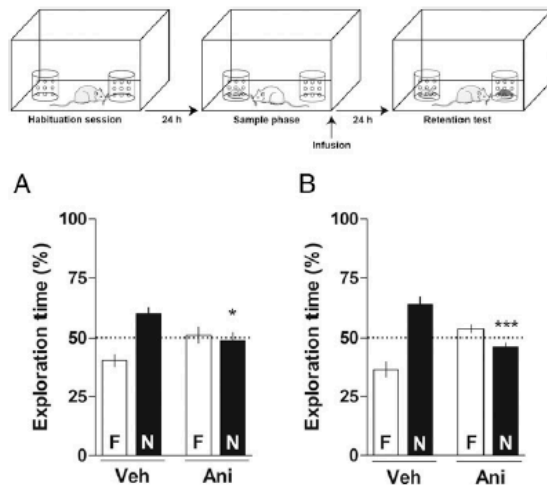 Habituation session 24 h Sample phase 24 h Retention test
Infusion
A
Exploration time (%)
100
75
50
25
0
F N F N
*
Veh Ani
B
Exploration time (%)
100
75
50
25
0
F N F N
***
Veh Ani